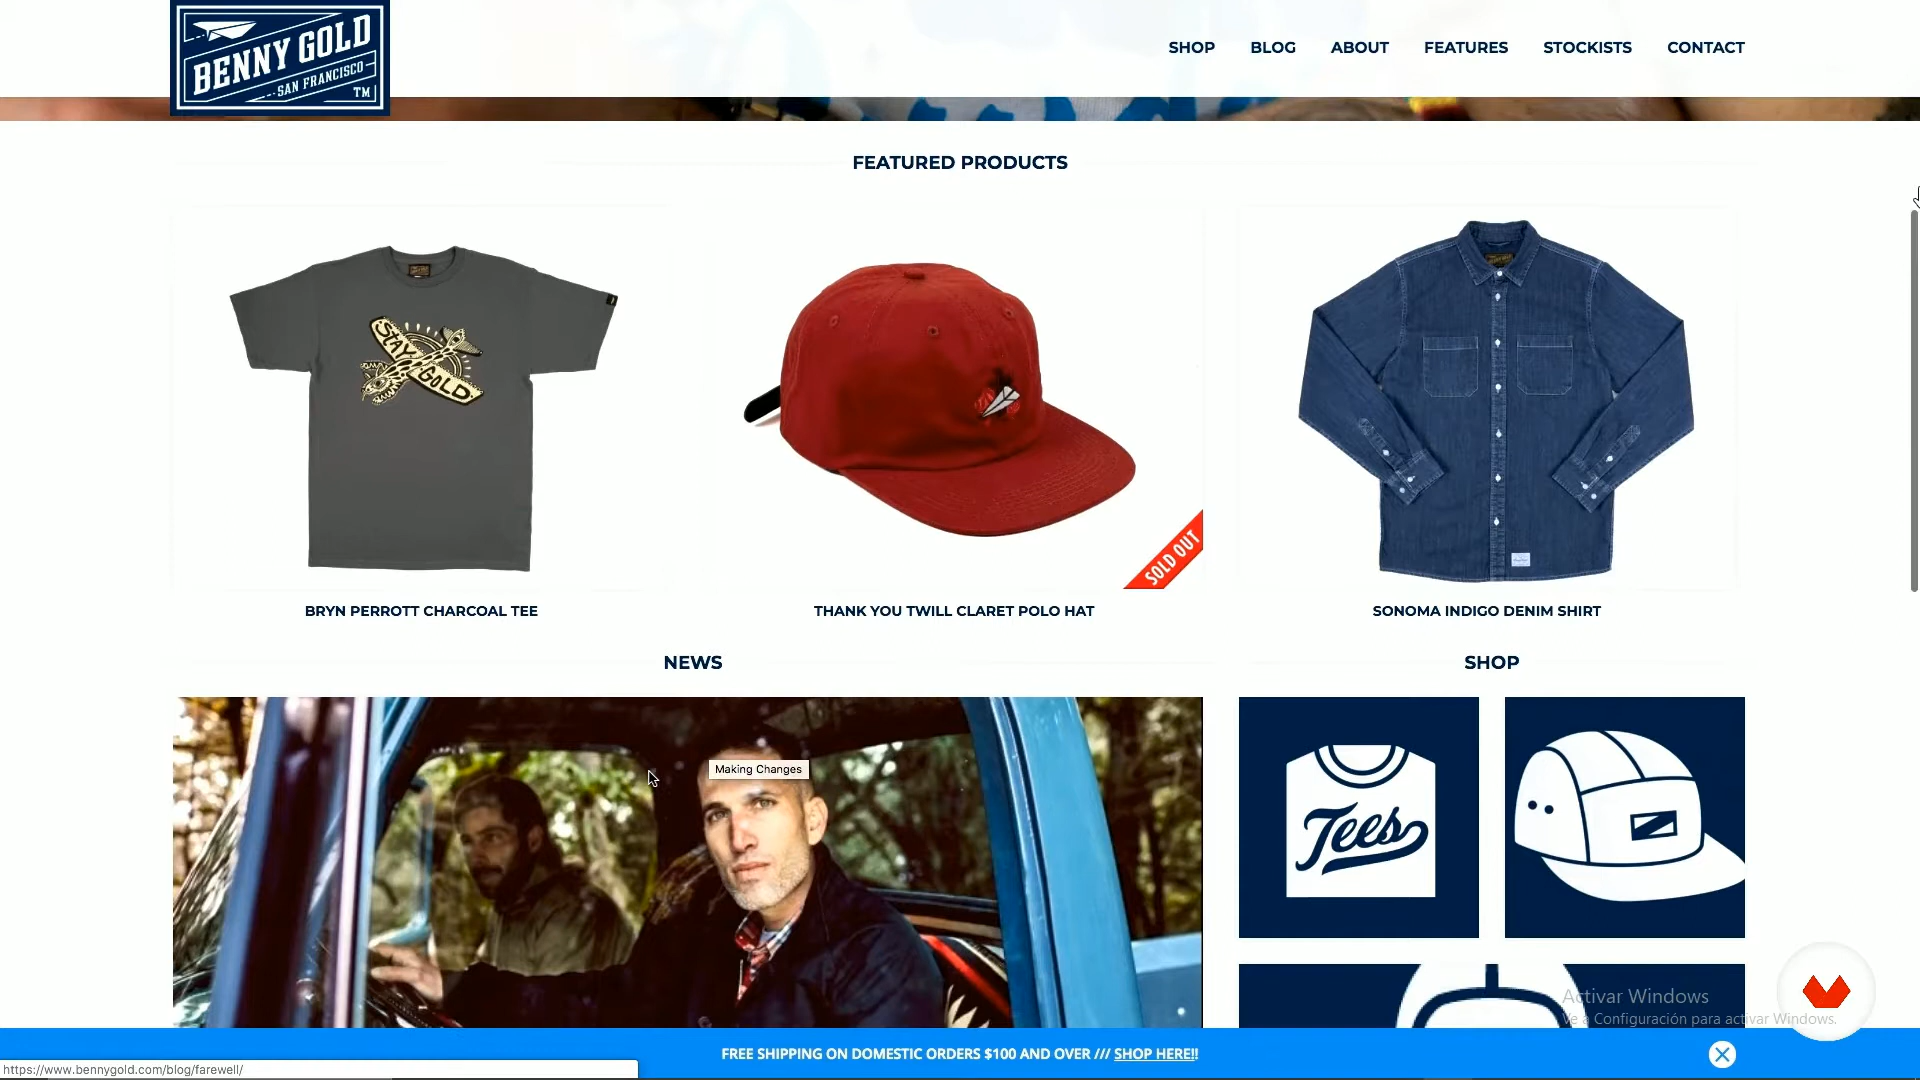 BENNY GOLD
SAN FRANCISCO
TM
SHOP
BLOG
ABOUT
FEATURES
STOCKISTS
CONTACT
FEATURED PRODUCTS
STAY
GOLD
SOLD OUT
BRYN PERROTT CHARCOAL TEE
THANK YOU TWILL CLARET POLO HAT
SONOMA INDIGO DENIM SHIRT
NEWS
SHOP
Making Changes
Tees
Activar Windows
Ve a Configuración para activar Windows.
FREE SHIPPING ON DOMESTIC ORDERS $100 AND OVER /// SHOP HERE!!
https://www.bennygold.com/blog/farewell/